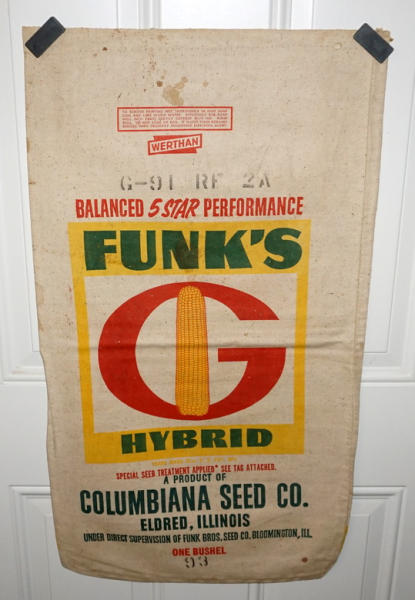 WERTHAN
G-91 RF 2A
BALANCED 5 STAR PERFORMANCE
FUNK'S
G
HYBRID
SPECIAL SEED TREATMENT APPLIED* SEE TAG ATTACHED.
A PRODUCT OF
COLUMBIANA SEED CO.
ELDRED, ILLINOIS
UNDER DIRECT SUPERVISION OF FUNK BROS. SEED CO. BLOOMINGTON, ILL.
ONE BUSHEL
93